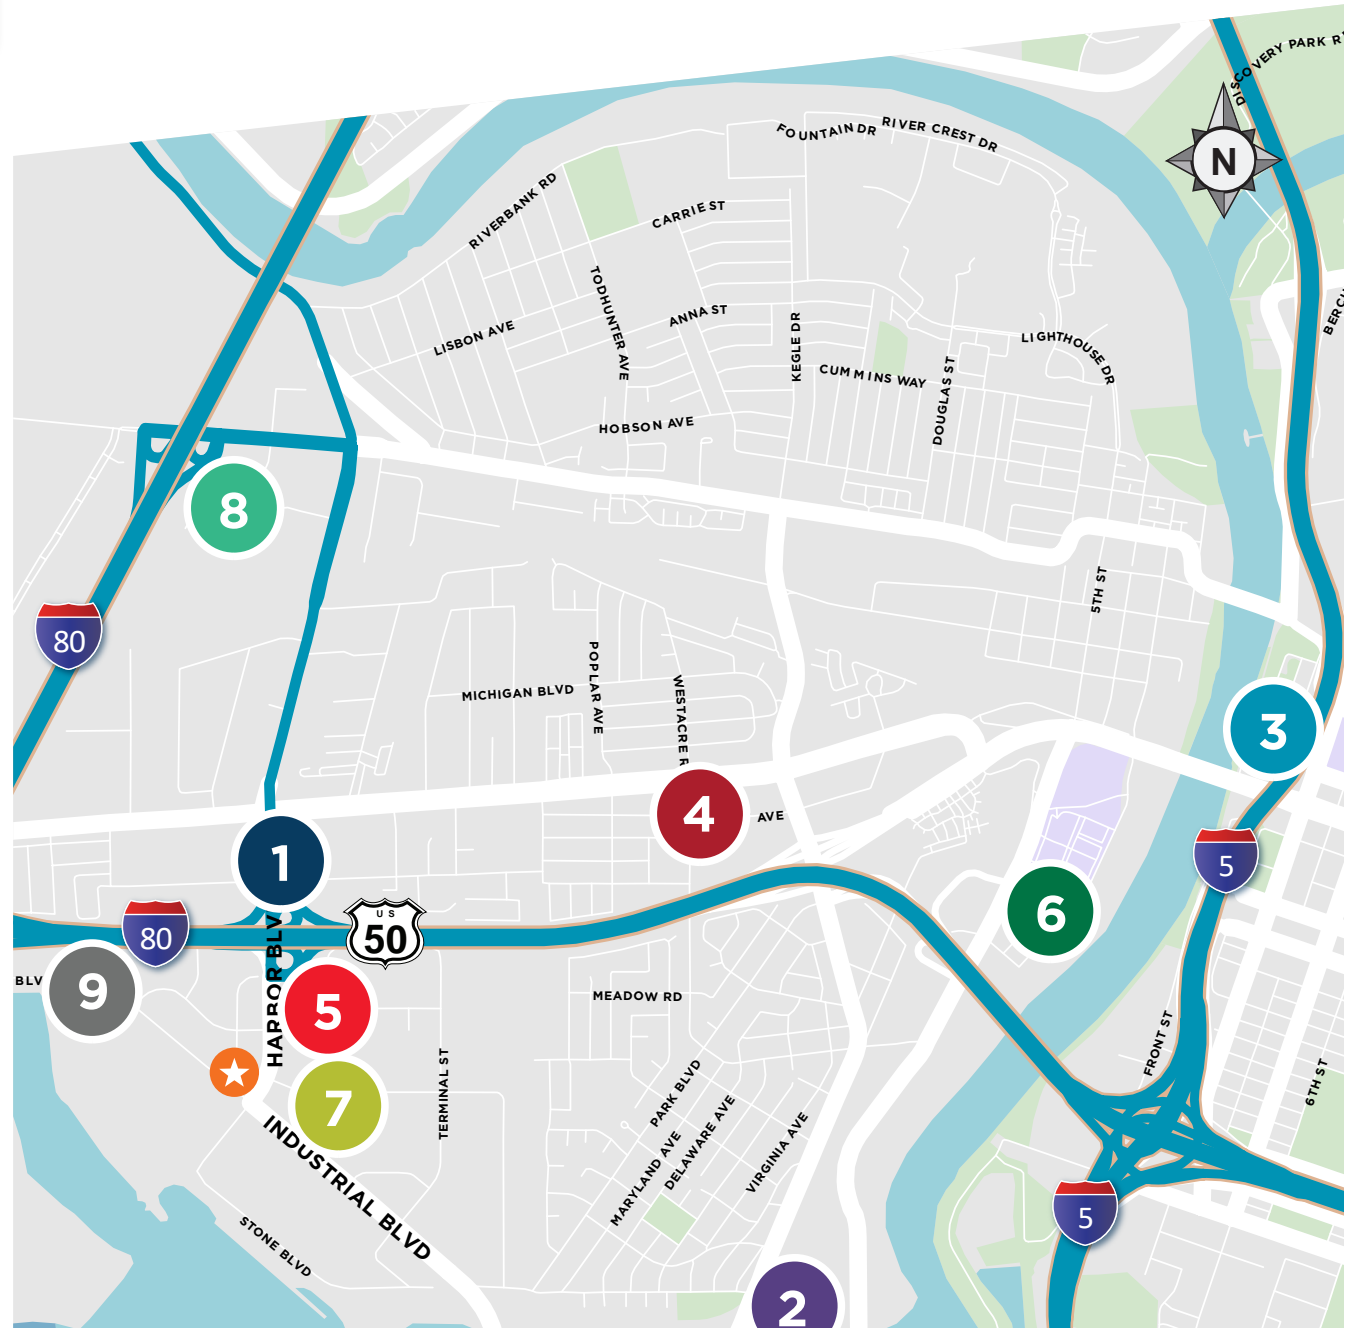 DISCOVERY PARK R
N
FOUNTAIN DR
RIVER CREST DR
RIVERBANK RD
CARRIE ST
TODHUNTER AVE
ANNA ST
LISBON AVE
KEGLE DR
LIGHTHOUSE DR
CUMMINS WAY
DOUGLAS ST
HOBSON AVE
BERCU
8
80
5TH ST
POPLAR AVE
MICHIGAN BLVD
WESTACRE R
3
4
AVE
1
5
6
80
US
50
HARBOR BLV
BLV
9
5
MEADOW RD
FRONT ST
TERMINAL ST
PARK BLVD
6TH ST
7
MARYLAND AVE
DELAWARE AVE
VIRGINIA AVE
INDUSTRIAL BLVD
STONE BLVD
5
2